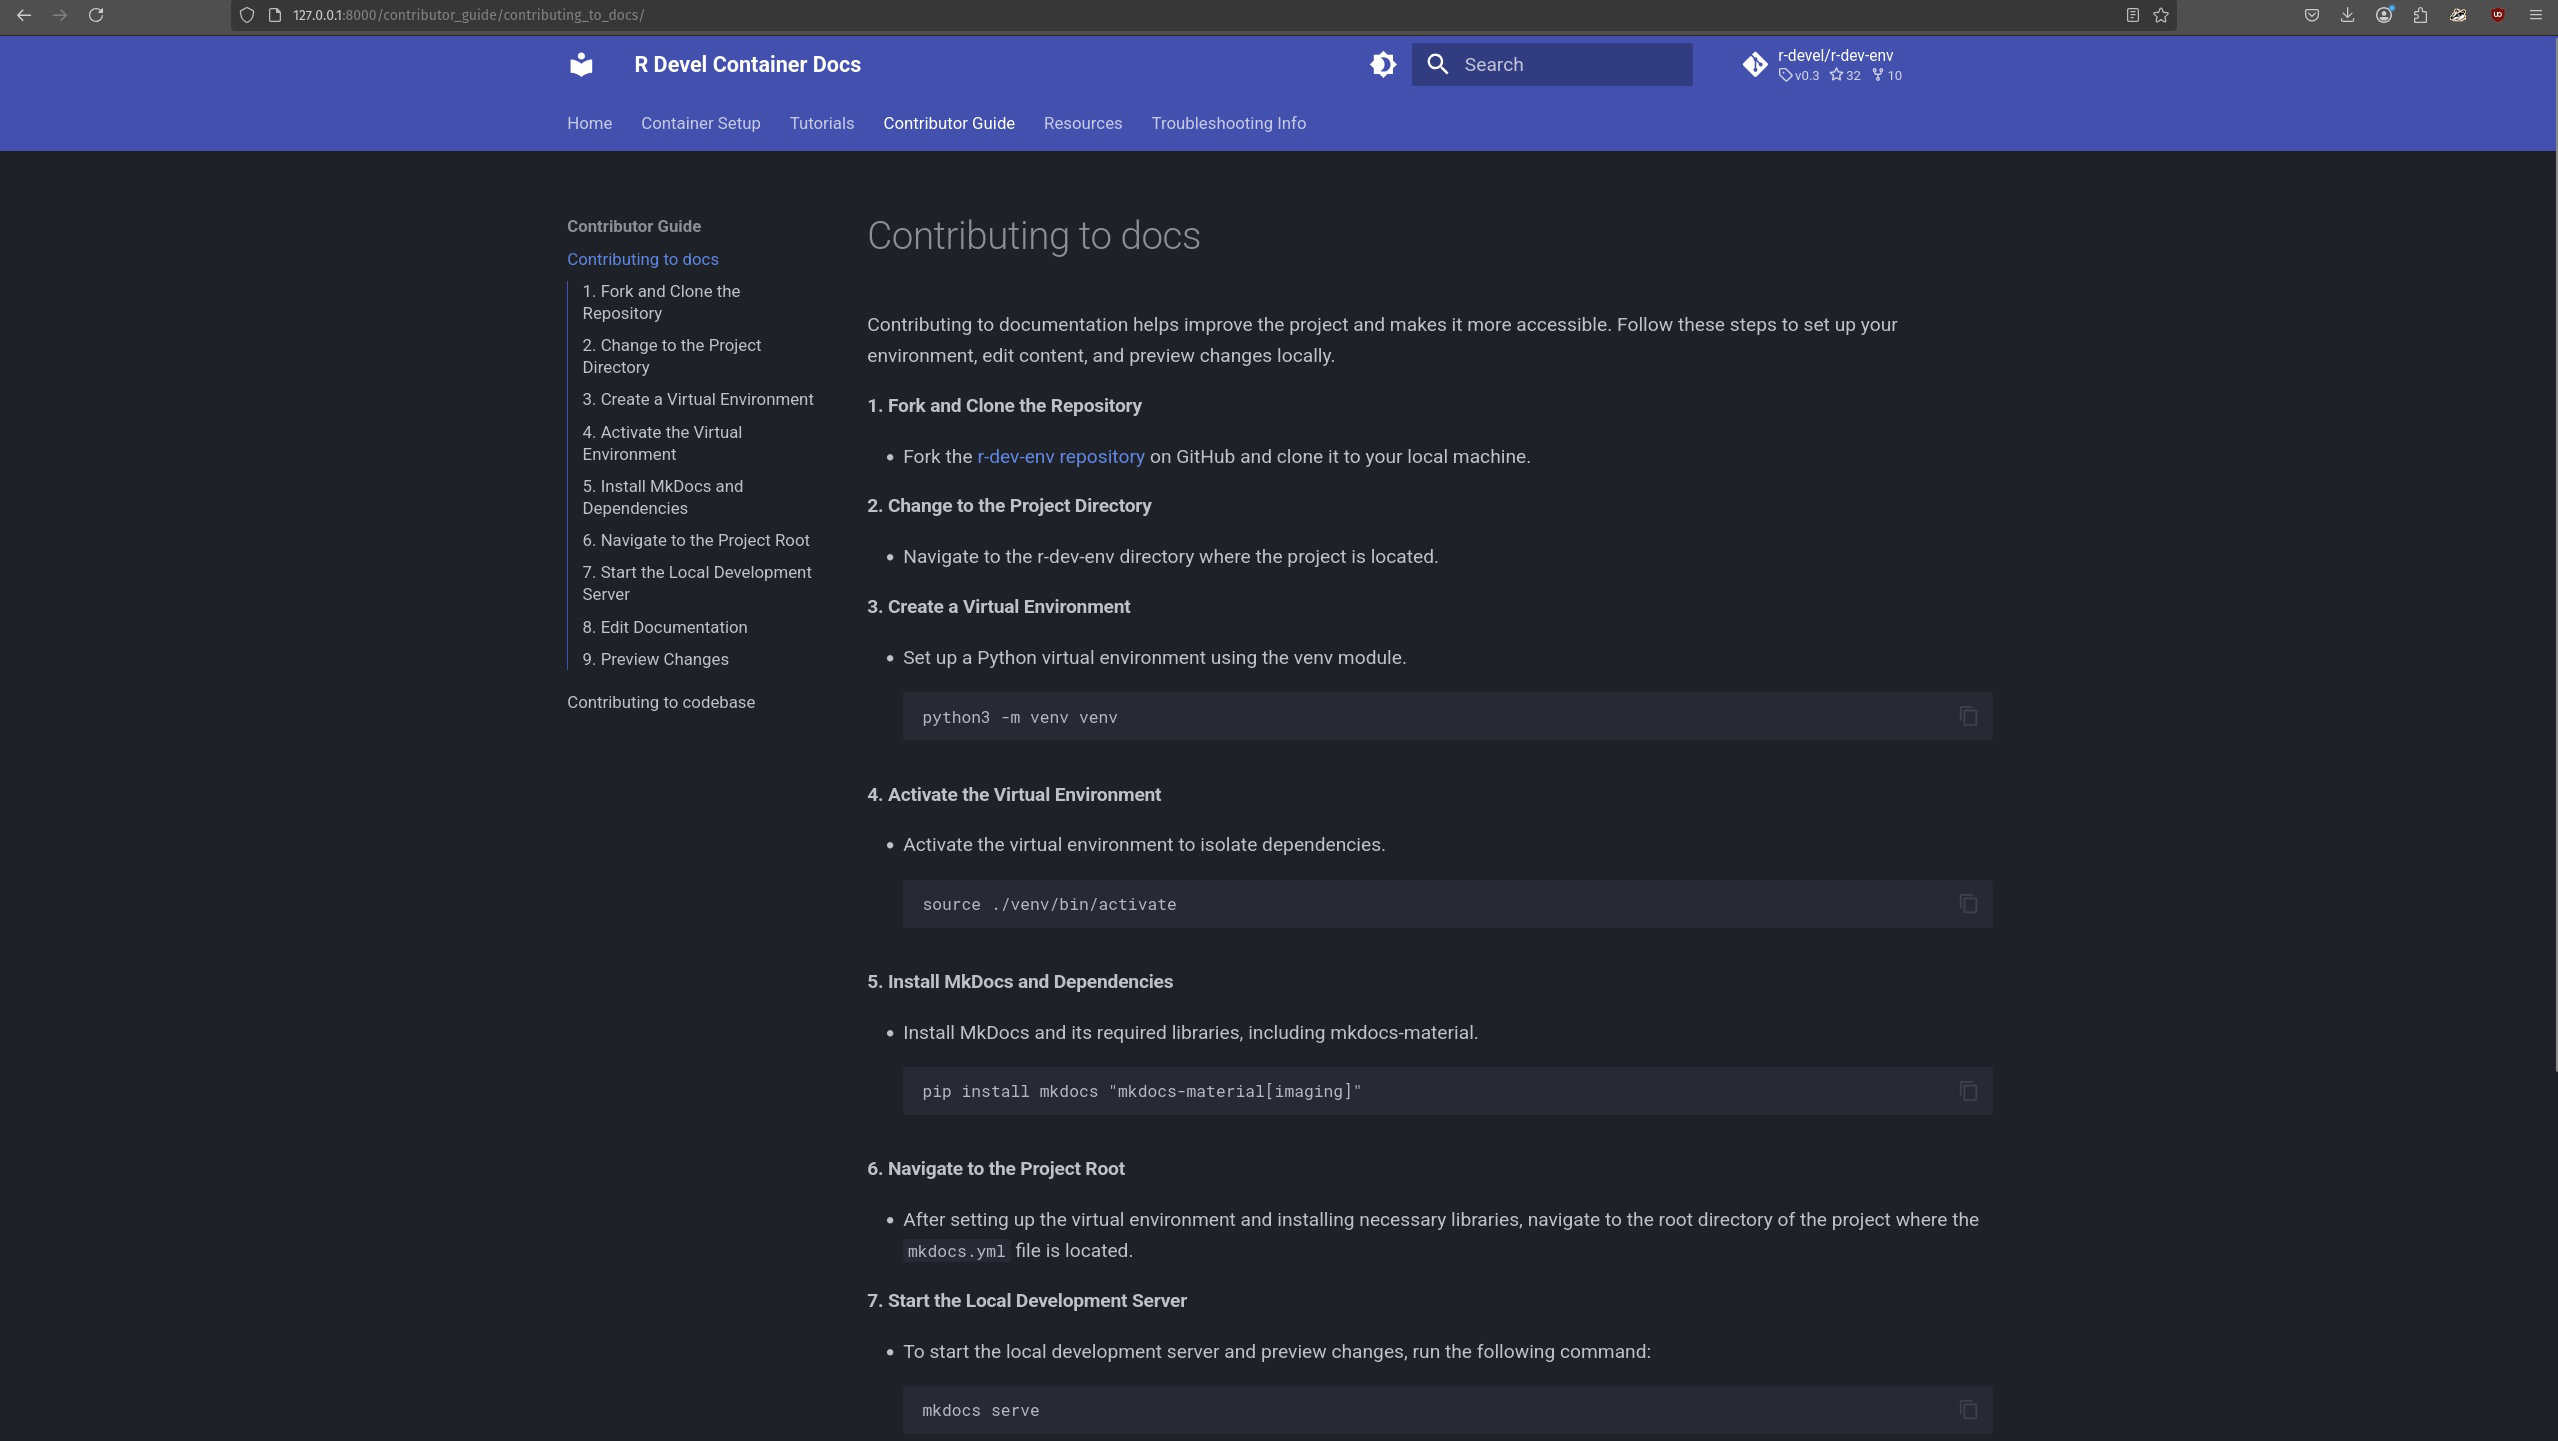 127.0.0.1:8000/contributor_guide/contributing_to_docs/
R Devel Container Docs
Search
r-devel/r-dev-env
v0.3 32 10
Home Container Setup Tutorials Contributor Guide Resources Troubleshooting Info
Contributor Guide
Contributing to docs
1. Fork and Clone the
Repository
2. Change to the Project
Directory
3. Create a Virtual Environment
4. Activate the Virtual
Environment
5. Install MkDocs and
Dependencies
6. Navigate to the Project Root
7. Start the Local Development
Server
8. Edit Documentation
9. Preview Changes
Contributing to codebase
Contributing to docs
Contributing to documentation helps improve the project and makes it more accessible. Follow these steps to set up your
environment, edit content, and preview changes locally.
1. Fork and Clone the Repository
• Fork the r-dev-env repository on GitHub and clone it to your local machine.
2. Change to the Project Directory
• Navigate to the r-dev-env directory where the project is located.
3. Create a Virtual Environment
• Set up a Python virtual environment using the venv module.
python3 -m venv venv
4. Activate the Virtual Environment
• Activate the virtual environment to isolate dependencies.
source ./venv/bin/activate
5. Install MkDocs and Dependencies
• Install MkDocs and its required libraries, including mkdocs-material.
pip install mkdocs "mkdocs-material[imaging]"
6. Navigate to the Project Root
• After setting up the virtual environment and installing necessary libraries, navigate to the root directory of the project where the
mkdocs.yml file is located.
7. Start the Local Development Server
• To start the local development server and preview changes, run the following command:
mkdocs serve